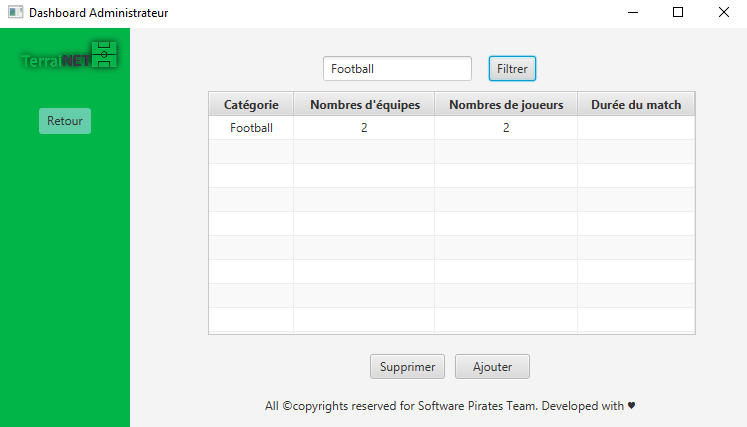 Dashboard Administrateur
TerraiNET
Retour
Football
Filtrer
Catégorie Nombres d'équipes Nombres de joueurs Durée du match
Football 2 2
Supprimer Ajouter
All ©copyrights reserved for Software Pirates Team. Developed with ♥